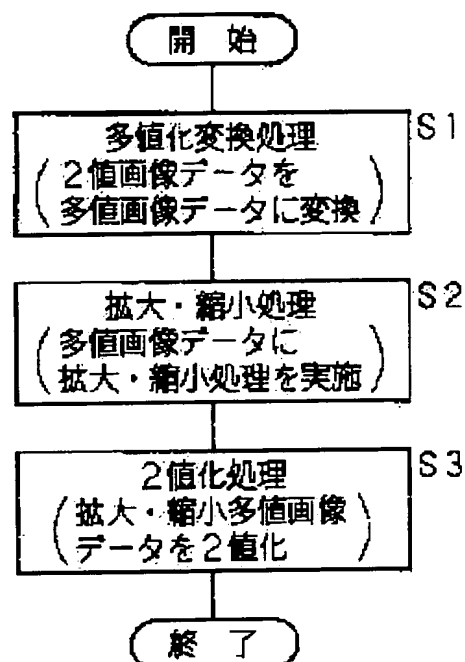 開 始
S1
多値化変換処理
(2値画像データを
多値画像データに変換)
S2
拡大・縮小処理
(多値画像データに
拡大・縮小処理を実施)
S3
2値化処理
(拡大・縮小多値画像
データを2値化)
終 了